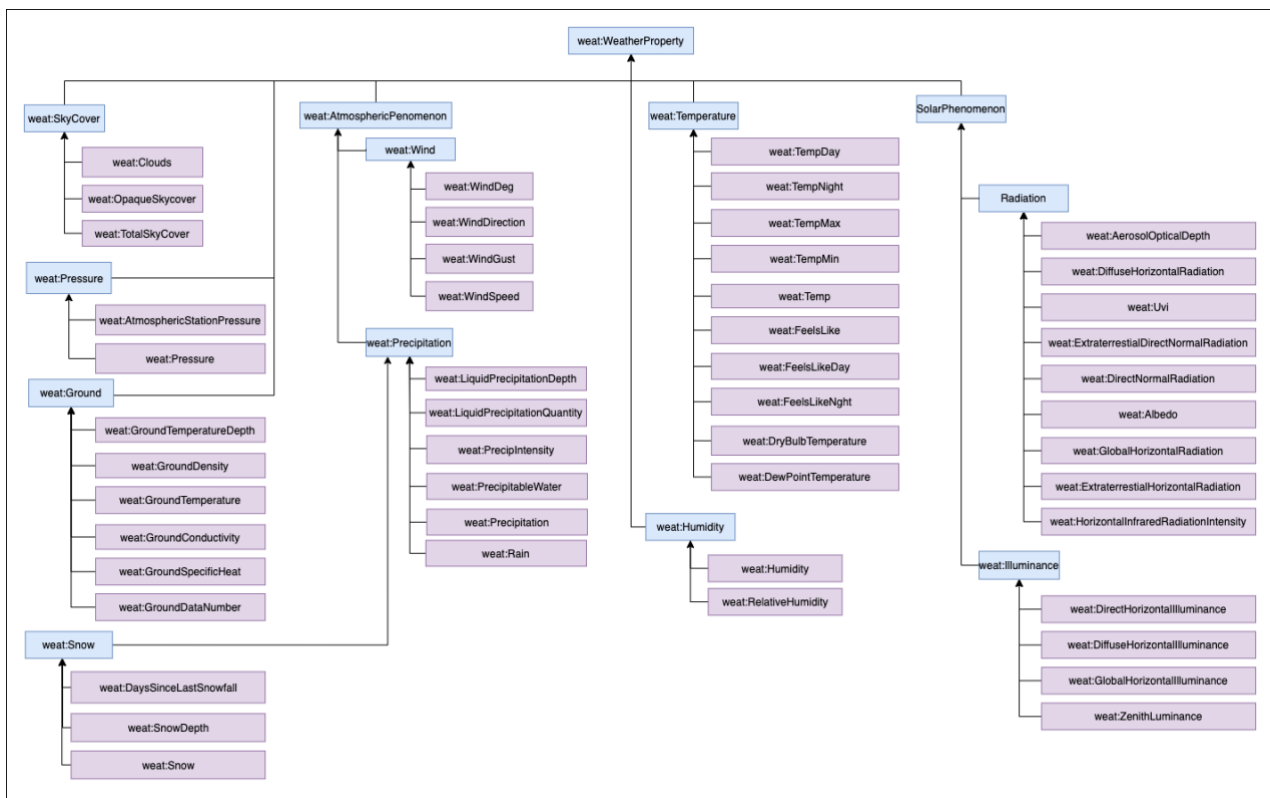 weat:WeatherProperty
weat:SkyCover
weat:Clouds
weat:OpaqueSkycover
weat:TotalSkyCover
weat:Pressure
weat:AtmosphericStationPressure
weat:Pressure
weat:Ground
weat:GroundTemperatureDepth
weat:GroundDensity
weat:GroundTemperature
weat:GroundConductivity
weat:GroundSpecificHeat
weat:GroundDataNumber
weat:Snow
weat:DaysSinceLastSnowfall
weat:SnowDepth
weat:Snow
weat:AtmosphericPenomenon
weat:Wind
weat:WindDeg
weat:WindDirection
weat:WindGust
weat:WindSpeed
weat:Precipitation
weat:LiquidPrecipitationDepth
weat:LiquidPrecipitationQuantity
weat:PrecipIntensity
weat:PrecipitableWater
weat:Precipitation
weat:Rain
weat:Temperature
weat:TempDay
weat:TempNight
weat:TempMax
weat:TempMin
weat:Temp
weat:FeelsLike
weat:FeelsLikeDay
weat:FeelsLikeNght
weat:DryBulbTemperature
weat:DewPointTemperature
weat:Humidity
weat:Humidity
weat:RelativeHumidity
SolarPhenomenon
Radiation
weat:AerosolOpticalDepth
weat:DiffuseHorizontalRadiation
weat:Uvi
weat:ExtraterrestialDirectNormalRadiation
weat:DirectNormalRadiation
weat:Albedo
weat:GlobalHorizontalRadiation
weat:ExtraterrestialHorizontalRadiation
weat:HorizontalInfraredRadiationIntensity
weat:Illuminance
weat:DirectHorizontalIlluminance
weat:DiffuseHorizontalIlluminance
weat:GlobalHorizontalIlluminance
weat:ZenithLuminance